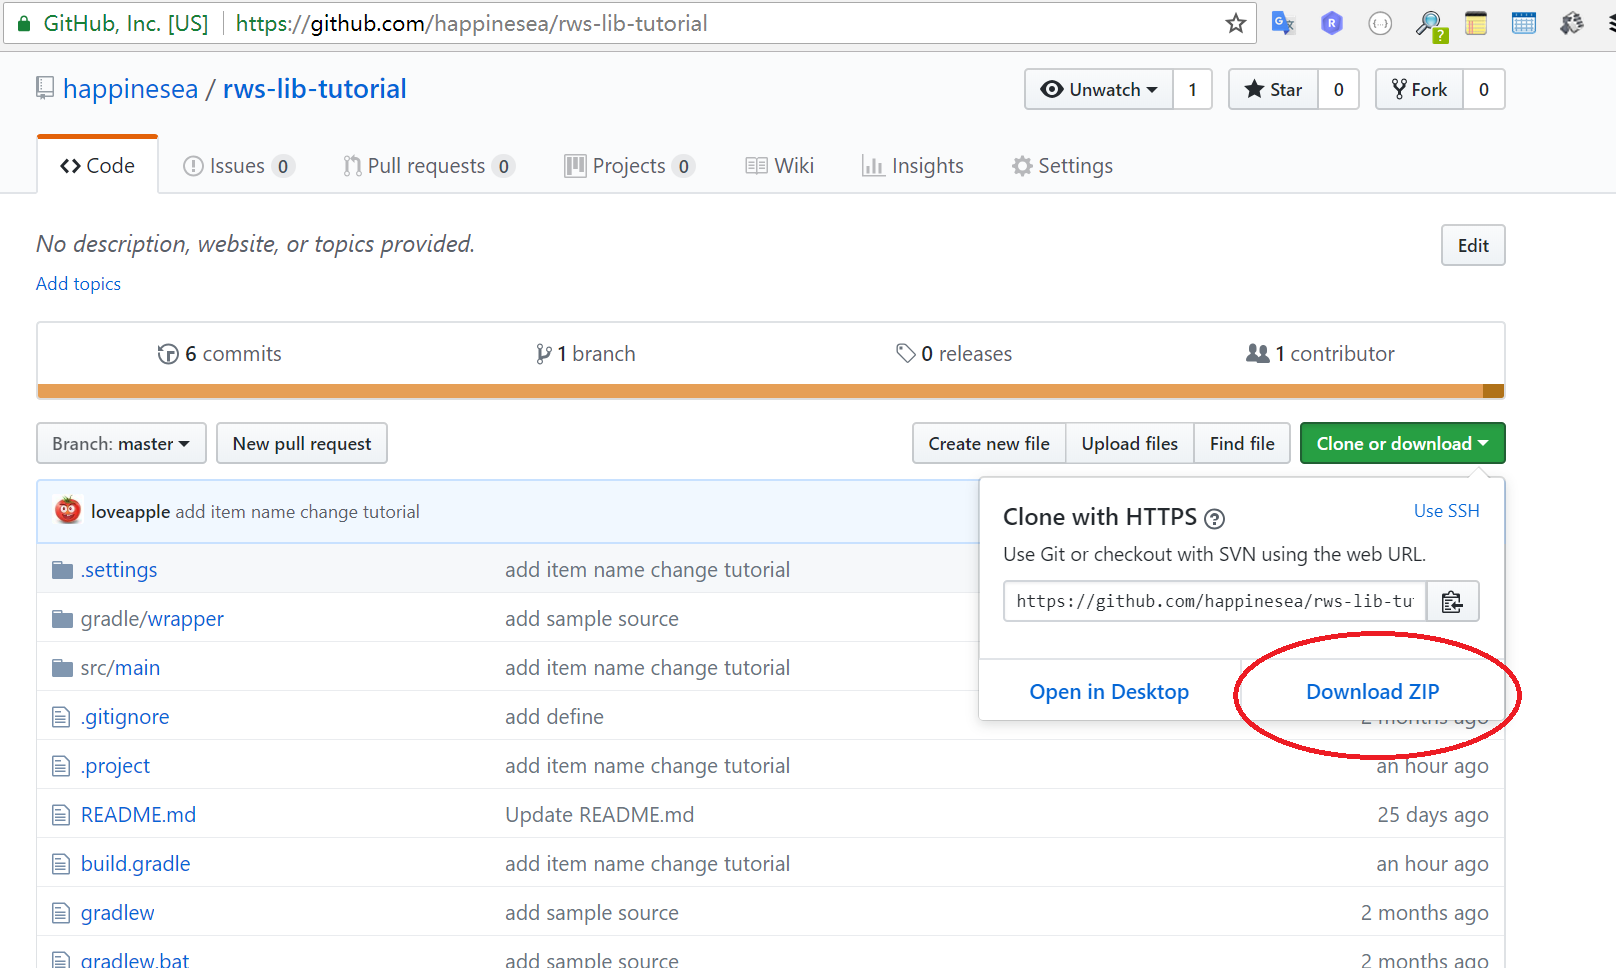 GitHub, Inc. [US] https://github.com/happinesea/rws-lib-tutorial
happinesea / rws-lib-tutorial
Unwatch 1 Star 0 Fork 0
Code Issues 0 Pull requests 0 Projects 0 Wiki Insights Settings
No description, website, or topics provided.
Edit
Add topics
6 commits 1 branch 0 releases 1 contributor
Branch: master New pull request Create new file Upload files Find file Clone or download
loveapple add item name change tutorial
Clone with HTTPS ?
Use SSH
Use Git or checkout with SVN using the web URL.
https://github.com/happinesea/rws-lib-tu
Open in Desktop Download ZIP
.settings add item name change tutorial
gradle/wrapper add sample source
src/main add item name change tutorial
.gitignore add define 2 months ago
.project add item name change tutorial an hour ago
README.md Update README.md 25 days ago
build.gradle add item name change tutorial an hour ago
gradlew add sample source 2 months ago
gradlew.bat add sample source 2 months ago